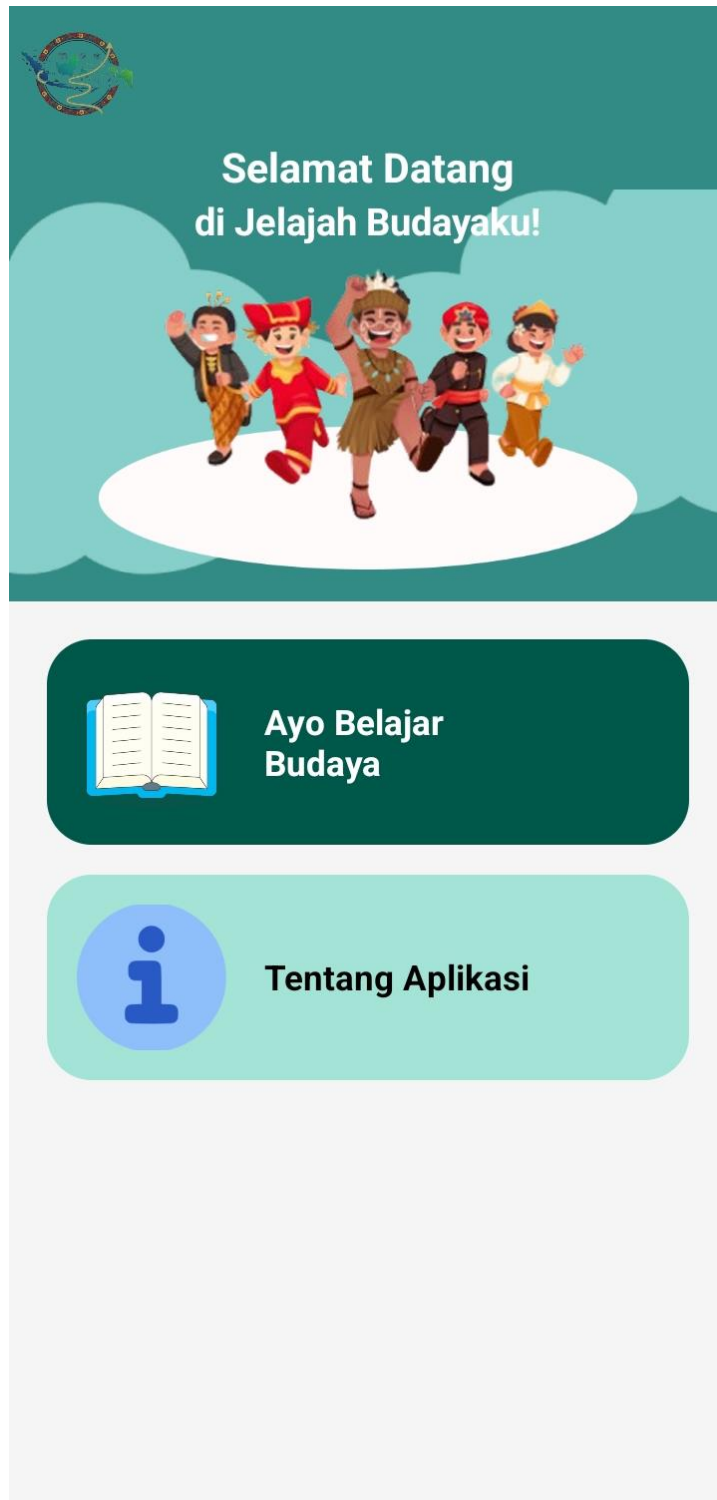 Selamat Datang
di Jelajah Budayaku!
Ayo Belajar
Budaya
Tentang Aplikasi